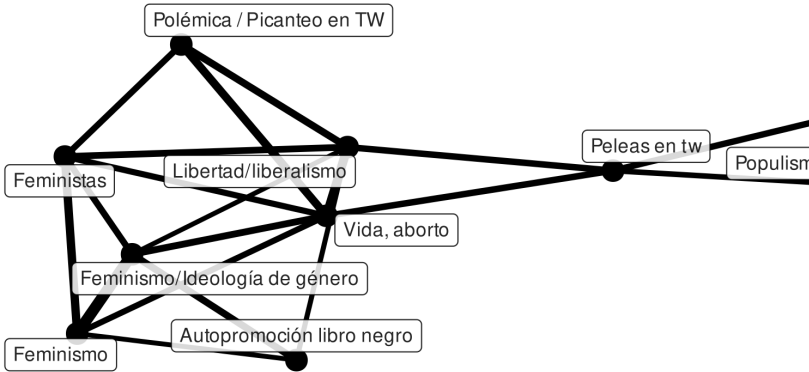 Polémica / Picanteo en TW
Peleas en tw
Populism
Libertad/liberalismo
Feministas
Vida, aborto
Feminismo/Ideología de género
Autopromoción libro negro
Feminismo